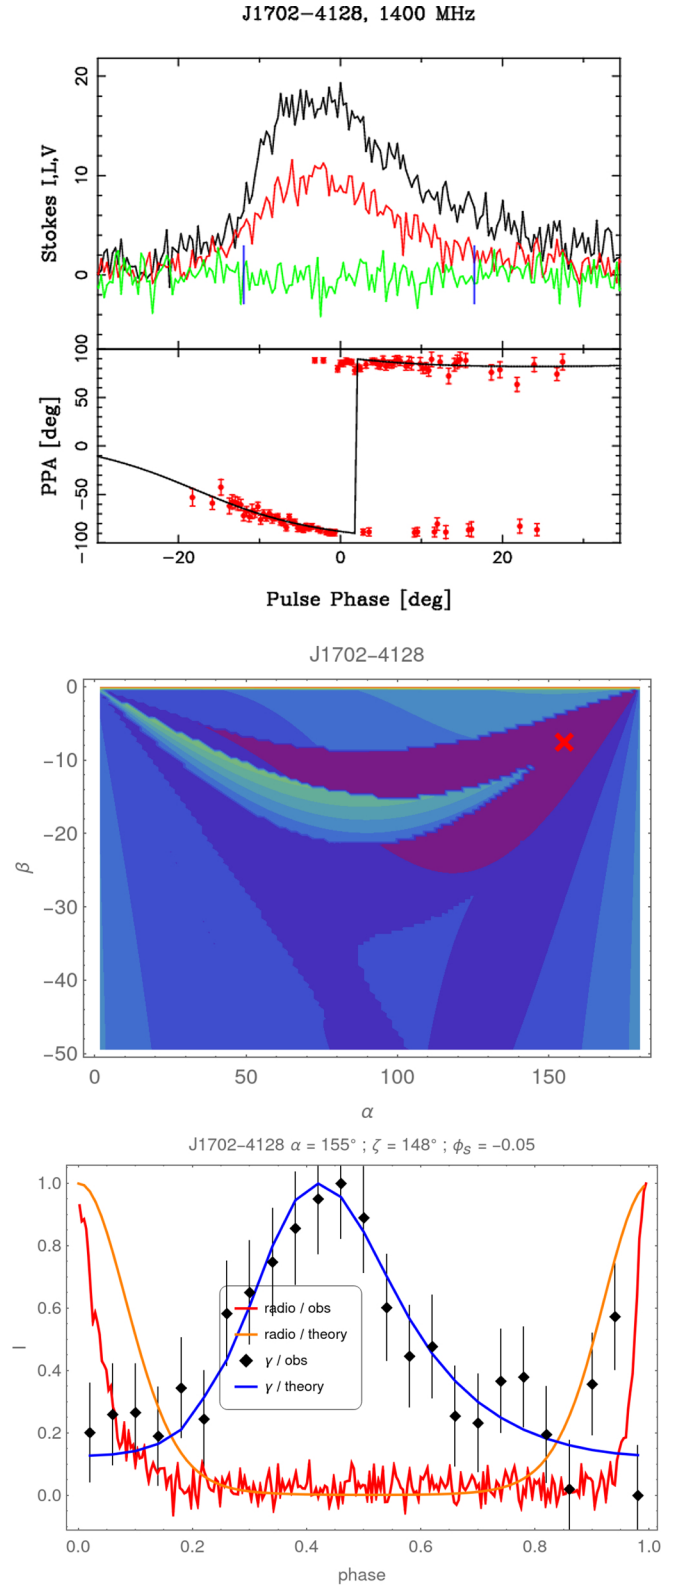 J1702−4128, 1400 MHz
Stokes I,L,V
20
10
0
PPA [deg]
100
50
0
−50
−100
−20
0
20
Pulse Phase [deg]
J1702−4128
β
0
−10
−20
−30
−40
−50
0
50
100
150
α
J1702−4128 α = 155° ; ζ = 148° ; ϕs = −0.05
I
1.0
0.8
0.6
0.4
0.2
0.0
radio / obs
radio / theory
γ / obs
γ / theory
0.0
0.2
0.4
0.6
0.8
1.0
phase